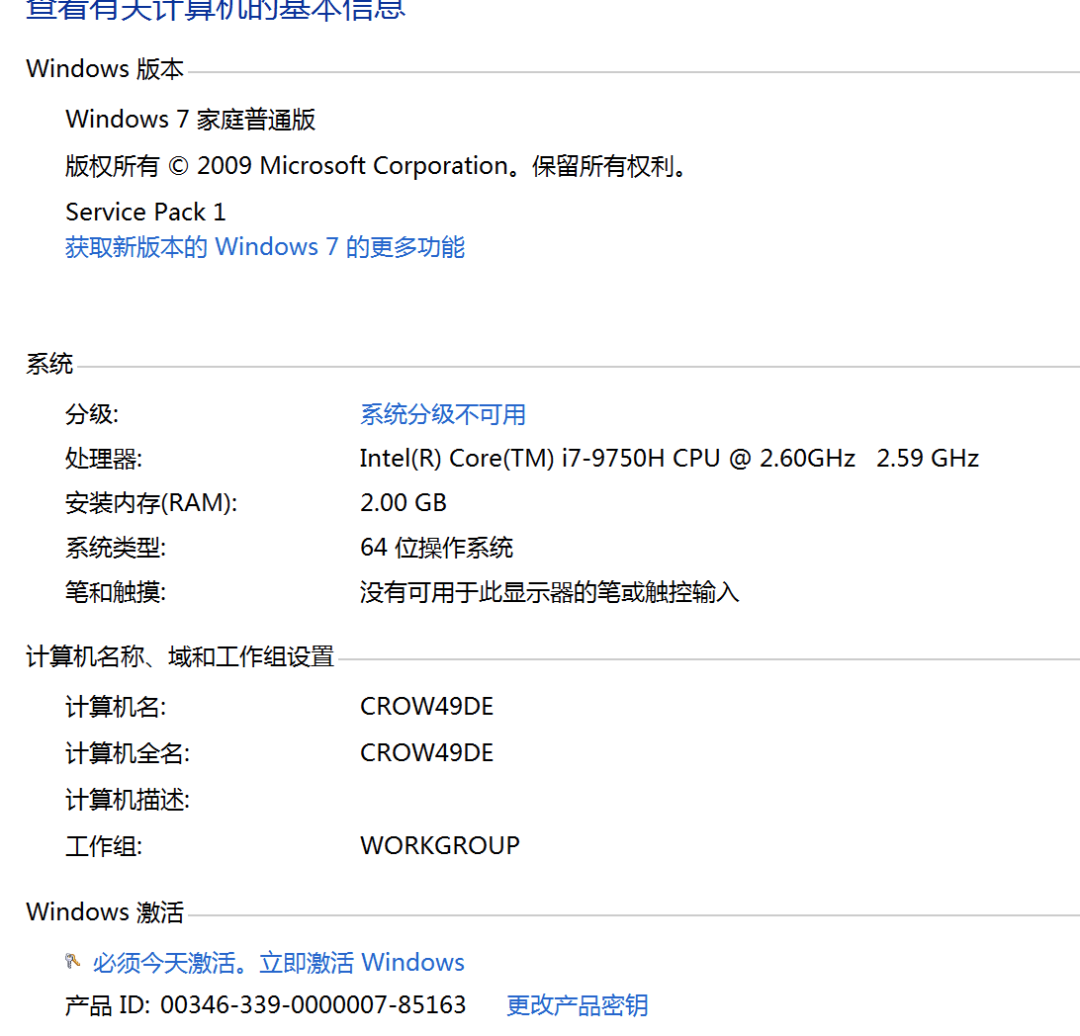 查看有关计算机的基本信息
Windows 版本
Windows 7 家庭普通版
版权所有 © 2009 Microsoft Corporation。保留所有权利。
Service Pack 1
获取新版本的 Windows 7 的更多功能
系统
分级: 系统分级不可用
处理器: Intel(R) Core(TM) i7-9750H CPU @ 2.60GHz 2.59 GHz
安装内存(RAM): 2.00 GB
系统类型: 64 位操作系统
笔和触摸: 没有可用于此显示器的笔或触控输入
计算机名称、域和工作组设置
计算机名: CROW49DE
计算机全名: CROW49DE
计算机描述:
工作组: WORKGROUP
Windows 激活
必须今天激活。立即激活 Windows
产品 ID: 00346-339-0000007-85163 更改产品密钥